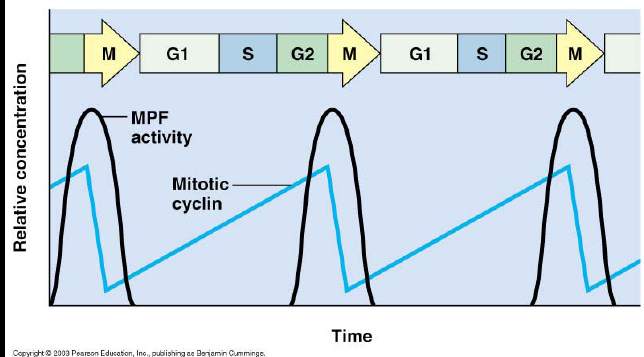 M G1 S G2 M G1 S G2 M
MPF
activity
Mitotic
cyclin
Relative concentration
Time
Copyright © 2003 Pearson Education, Inc., publishing as Benjamin Cummings.